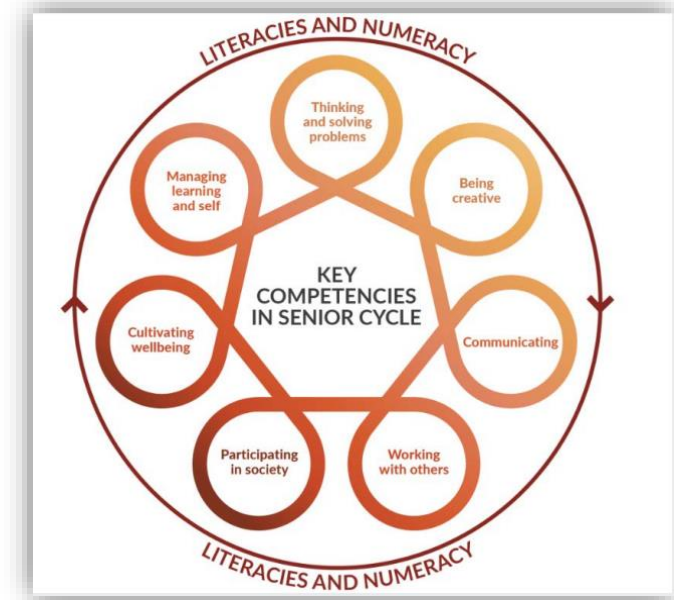 LITERACIES AND NUMERACY
Thinking
and solving
problems
Being
creative
Communicating
Working
with others
Participating
in society
Cultivating
wellbeing
Managing
learning
and self
KEY
COMPETENCIES
IN SENIOR CYCLE
LITERACIES AND NUMERACY